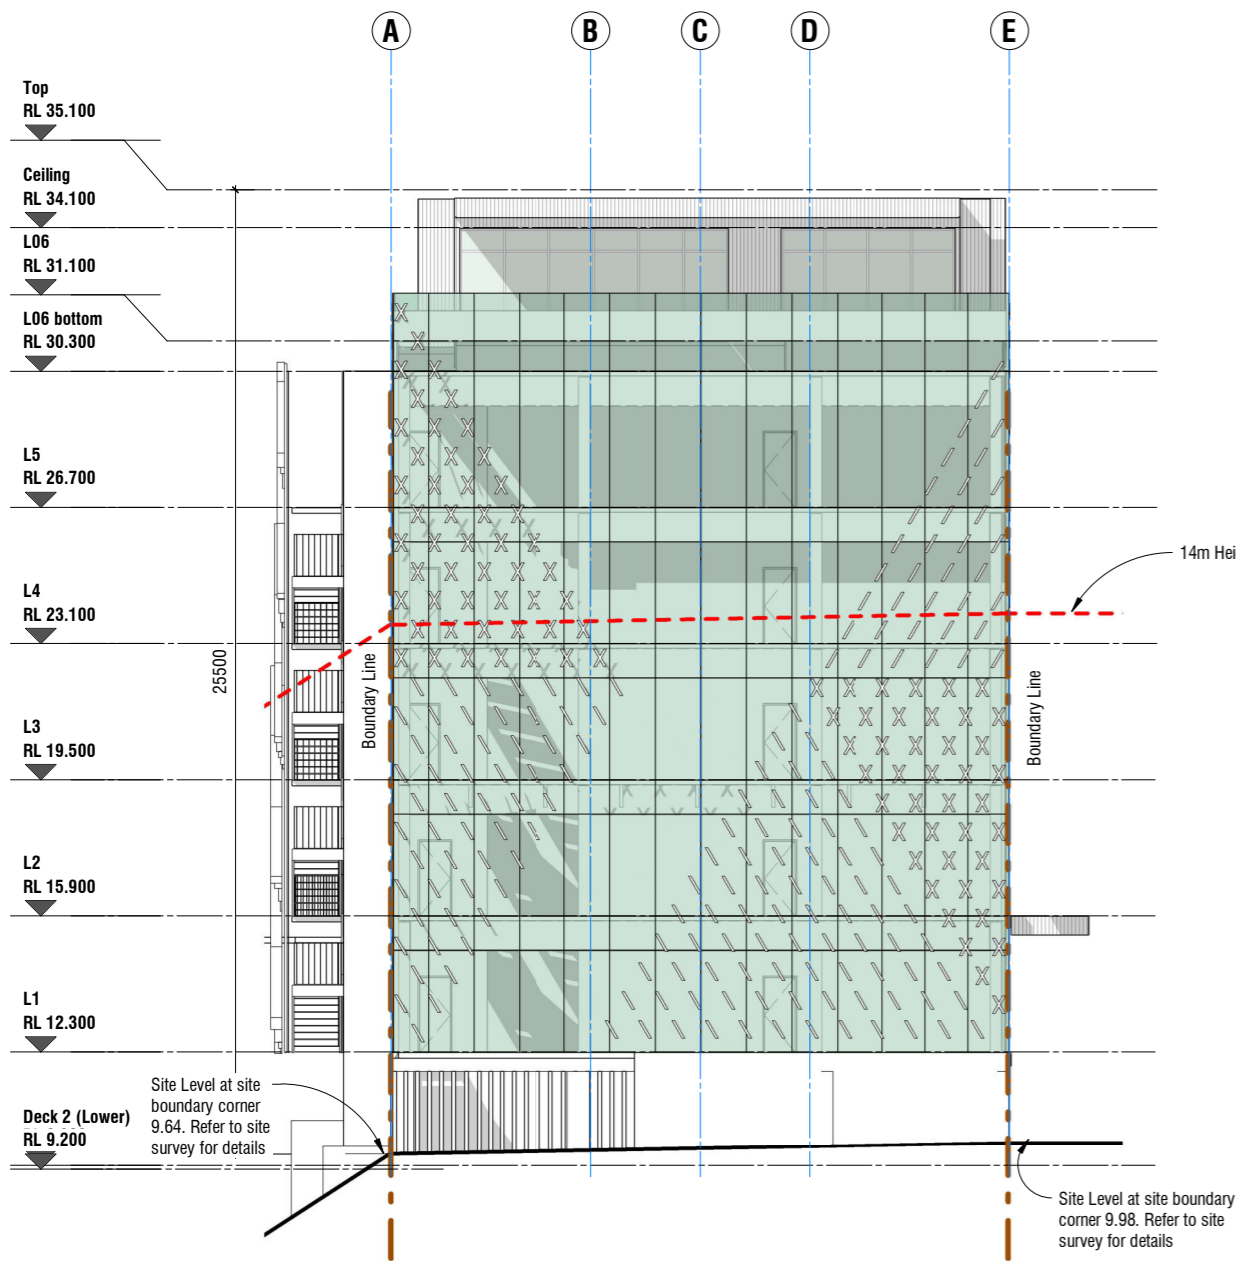 A B C D E
Top
RL 35.100
Ceiling
RL 34.100
L06
RL 31.100
L06 bottom
RL 30.300
L5
RL 26.700
14m Hei
L4
RL 23.100
25500
Boundary Line
Boundary Line
L3
RL 19.500
L2
RL 15.900
L1
RL 12.300
Site Level at site
boundary corner
9.64. Refer to site
survey for details
Deck 2 (Lower)
RL 9.200
Site Level at site boundary
corner 9.98. Refer to site
survey for details